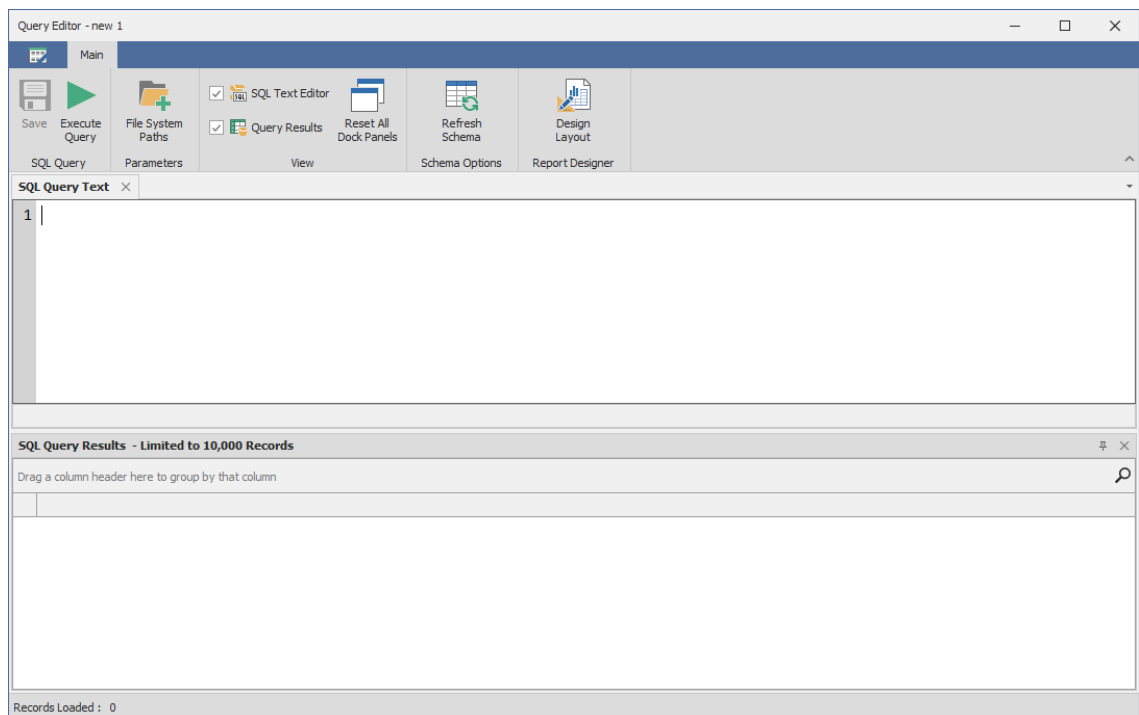 Query Editor - new 1
Main
Save Execute Query
File System Paths
SQL SQL Text Editor
Query Results
Reset All Dock Panels
Refresh Schema
Design Layout
SQL Query Parameters View Schema Options Report Designer
SQL Query Text
1
SQL Query Results - Limited to 10,000 Records
Drag a column header here to group by that column
Records Loaded : 0